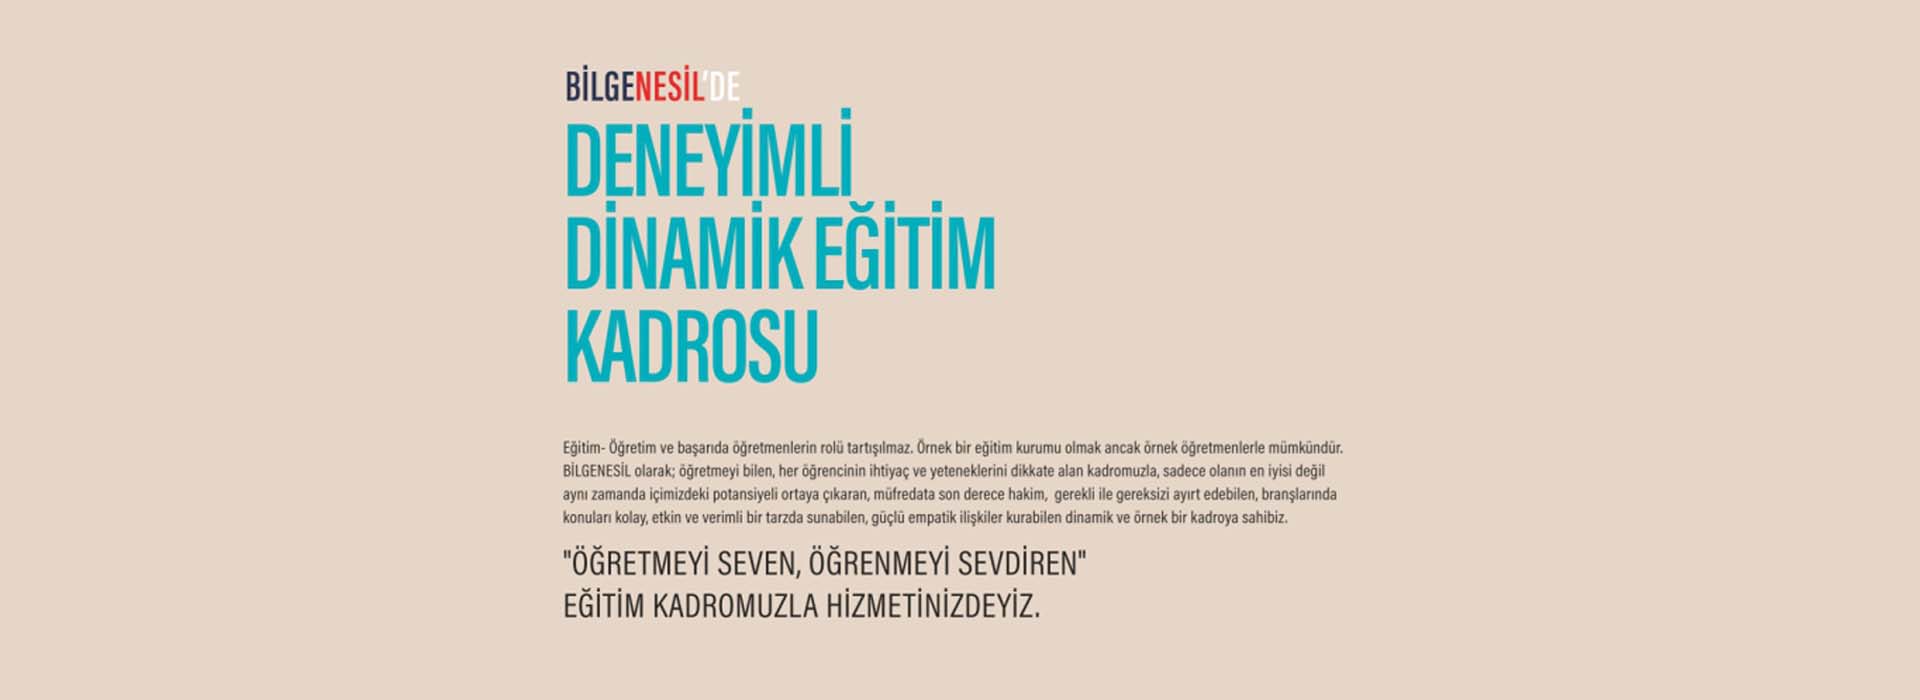 BİLGENESİL'DE
DENEYİMLİ
DİNAMİK EĞİTİM
KADROSU
Eğitim- Öğretim ve başarıda öğretmenlerin rolü tartışılmaz. Örnek bir eğitim kurumu olmak ancak örnek öğretmenlerle mümkündür.
BİLGENESİL olarak; öğretmeyi bilen, her öğrencinin ihtiyaç ve yeteneklerini dikkate alan kadromuzla, sadece olanın en iyisi değil
aynı zamanda içimizdeki potansiyeli ortaya çıkaran, müfredata son derece hakim, gerekli ile gereksizi ayırt edebilen, branşlarında
konuları kolay, etkin ve verimli bir tarzda sunabilen, güçlü empatik ilişkiler kurabilen dinamik ve örnek bir kadroya sahibiz.
"ÖĞRETMEYİ SEVEN, ÖĞRENMEYİ SEVDİREN"
EĞİTİM KADROMUZLA HİZMETİNİZDEYİZ.